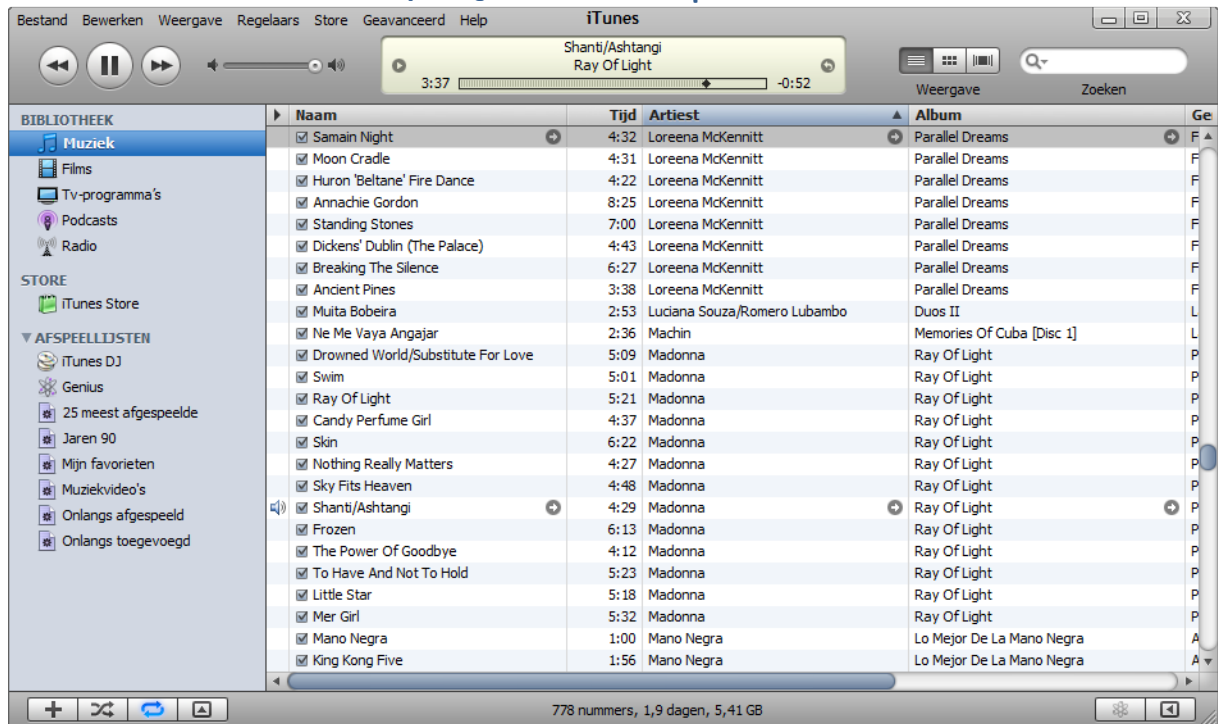 Bestand Bewerken Weergave Regelaars Store Geavanceerd Help iTunes
Shanti/Ashtangi
Ray Of Light
3:37 -0:52
Weergave Zoeken
BIBLIOTHEEK
Muziek
Films
Tv-programma's
Podcasts
Radio
STORE
iTunes Store
AFSPEELLIJSTEN
iTunes DJ
Genius
25 meest afgespeelde
Jaren 90
Mijn favorieten
Muziekvideo's
Onlangs afgespeeld
Onlangs toegevoegd
Naam Tijd Artiest Album Ge
Samain Night 4:32 Loreena McKennitt Parallel Dreams F
Moon Cradle 4:31 Loreena McKennitt Parallel Dreams F
Huron 'Beltane' Fire Dance 4:22 Loreena McKennitt Parallel Dreams F
Annachie Gordon 8:25 Loreena McKennitt Parallel Dreams F
Standing Stones 7:00 Loreena McKennitt Parallel Dreams F
Dickens' Dublin (The Palace) 4:43 Loreena McKennitt Parallel Dreams F
Breaking The Silence 6:27 Loreena McKennitt Parallel Dreams F
Ancient Pines 3:38 Loreena McKennitt Parallel Dreams F
Muita Bobeira 2:53 Luciana Souza/Romero Lubambo Duos II L
Ne Me Vaya Angajar 2:36 Machin Memories Of Cuba [Disc 1] L
Drowned World/Substitute For Love 5:09 Madonna Ray Of Light P
Swim 5:01 Madonna Ray Of Light P
Ray Of Light 5:21 Madonna Ray Of Light P
Candy Perfume Girl 4:37 Madonna Ray Of Light P
Skin 6:22 Madonna Ray Of Light P
Nothing Really Matters 4:27 Madonna Ray Of Light P
Sky Fits Heaven 4:48 Madonna Ray Of Light P
Shanti/Ashtangi 4:29 Madonna Ray Of Light P
Frozen 6:13 Madonna Ray Of Light P
The Power Of Goodbye 4:12 Madonna Ray Of Light P
To Have And Not To Hold 5:23 Madonna Ray Of Light P
Little Star 5:18 Madonna Ray Of Light P
Mer Girl 5:32 Madonna Ray Of Light P
Mano Negra 1:00 Mano Negra Lo Mejor De La Mano Negra A
King Kong Five 1:56 Mano Negra Lo Mejor De La Mano Negra A
778 nummers, 1,9 dagen, 5,41 GB